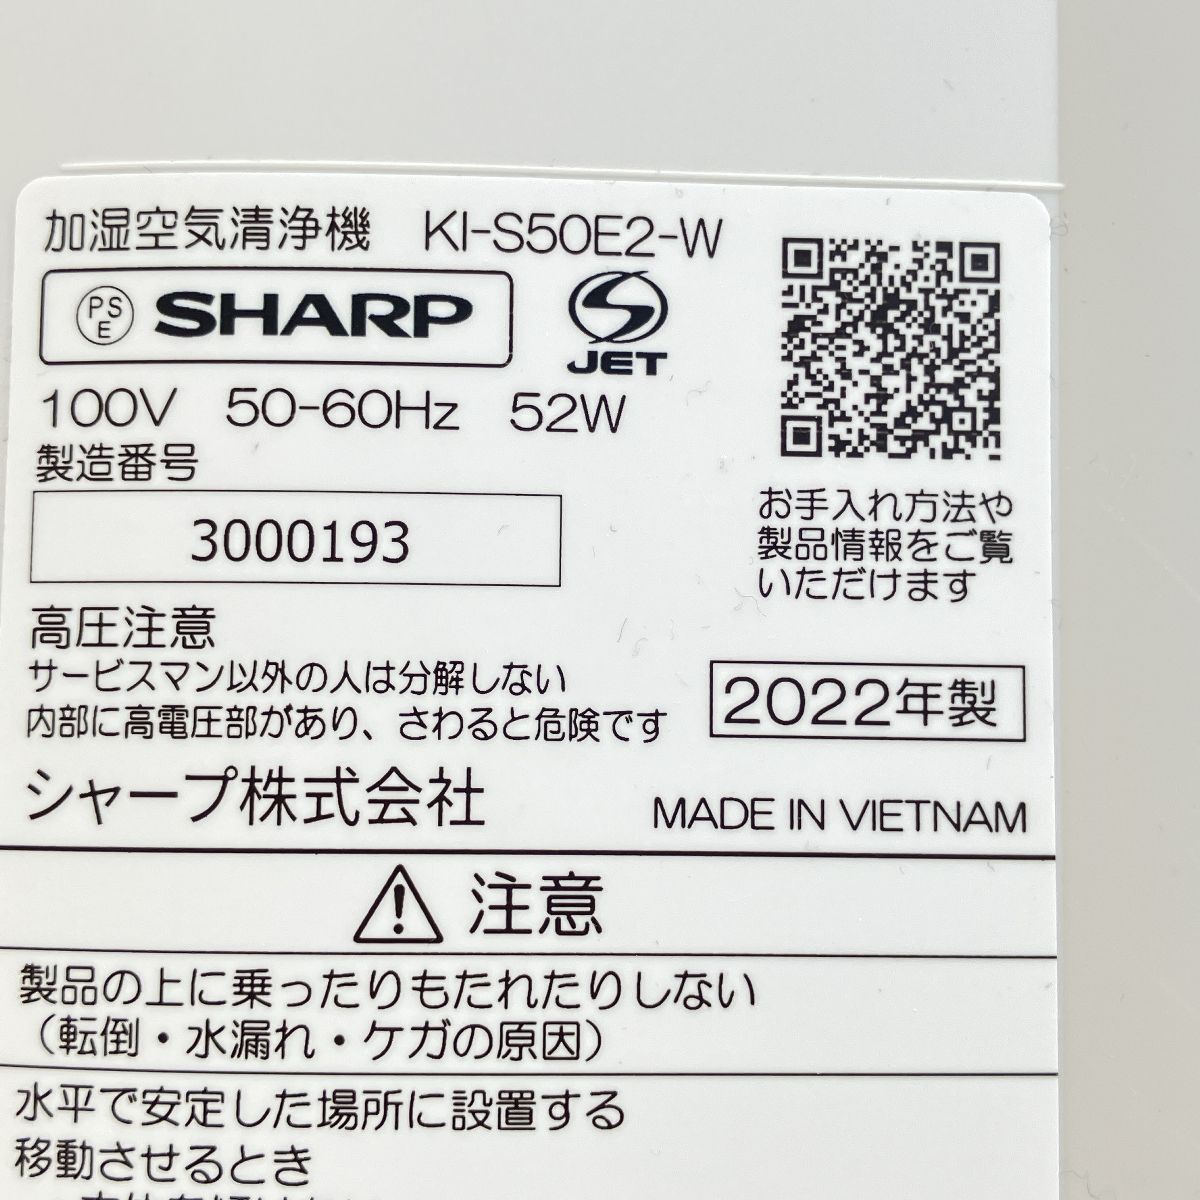 加湿空気清浄機 KI-S50E2-W
PS
E
SHARP
JET
100V 50-60Hz 52W
製造番号
3000193
お手入れ方法や
製品情報をご覧
いただけます
高圧注意
サービスマン以外の人は分解しない
内部に高電圧部があり、さわると危険です
2022年製
シャープ株式会社
MADE IN VIETNAM
注意
製品の上に乗ったりもたれたりしない
（転倒・水漏れ・ケガの原因）
水平で安定した場所に設置する
移動させるとき